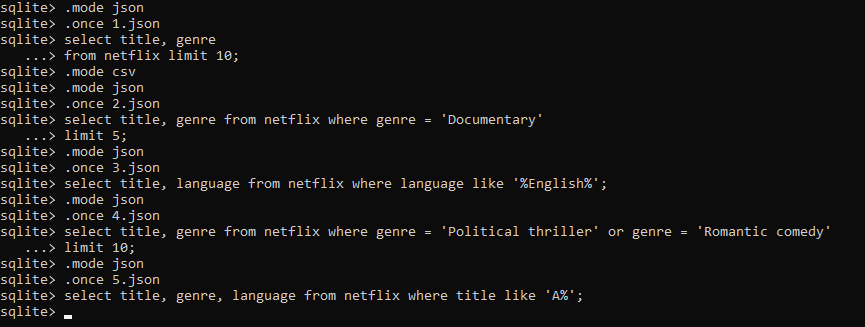 sqlite> .mode json
sqlite> .once 1.json
sqlite> select title, genre
   ...> from netflix limit 10;
sqlite> .mode csv
sqlite> .mode json
sqlite> .once 2.json
sqlite> select title, genre from netflix where genre = 'Documentary'
   ...> limit 5;
sqlite> .mode json
sqlite> .once 3.json
sqlite> select title, language from netflix where language like '%English%';
sqlite> .mode json
sqlite> .once 4.json
sqlite> select title, genre from netflix where genre = 'Political thriller' or genre = 'Romantic comedy'
   ...> limit 10;
sqlite> .mode json
sqlite> .once 5.json
sqlite> select title, genre, language from netflix where title like 'A%';
sqlite>